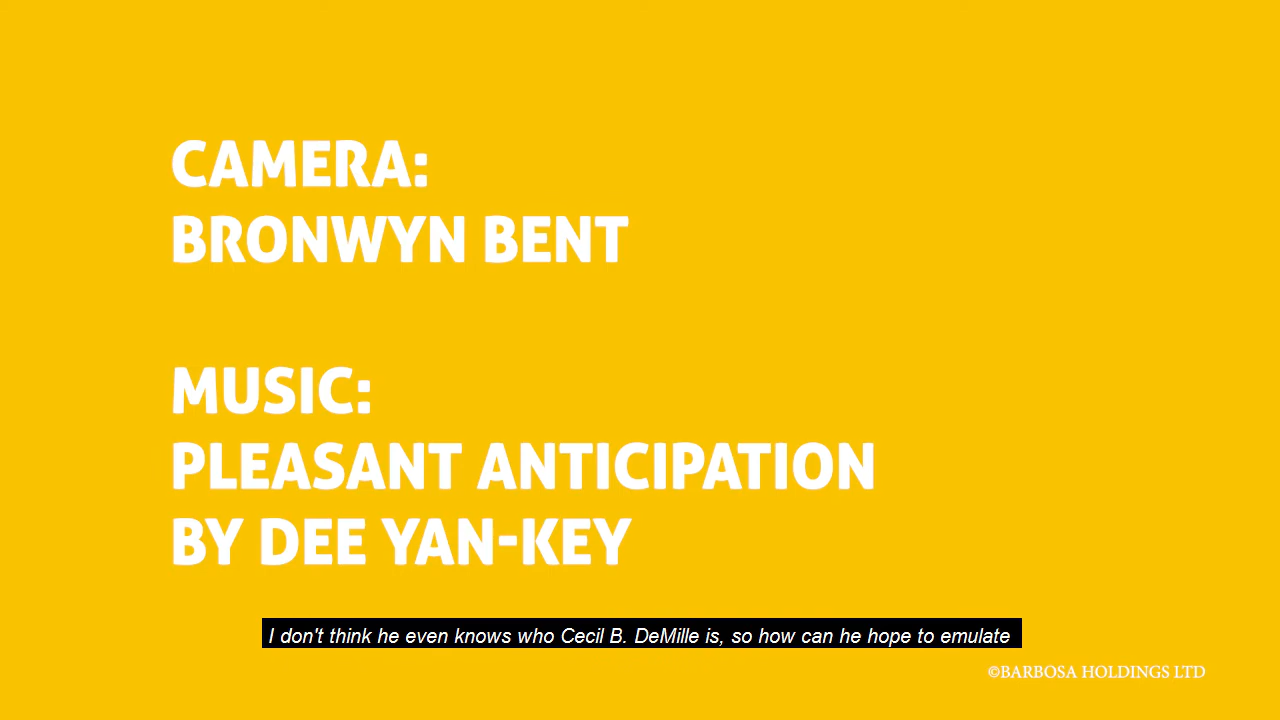 CAMERA:
BRONWYN BENT
MUSIC:
PLEASANT ANTICIPATION
BY DEE YAN-KEY
I don't think he even knows who Cecil B. DeMille is, so how can he hope to emulate
©BARBOSA HOLDINGS LTD